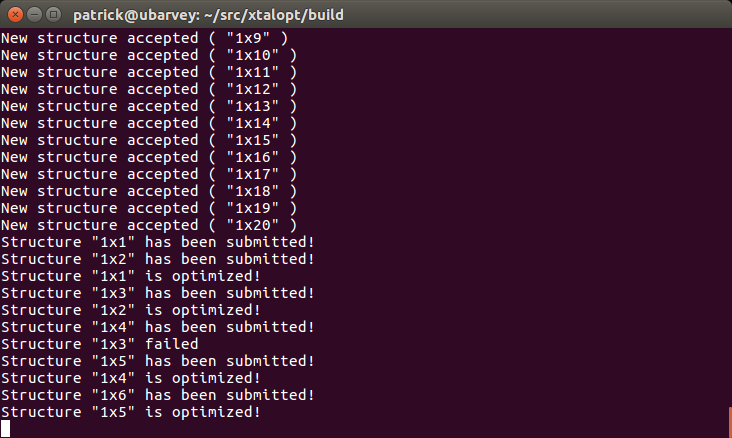 patrick@ubarvey: ~/src/xtalopt/build
New structure accepted ( "1x9" )
New structure accepted ( "1x10" )
New structure accepted ( "1x11" )
New structure accepted ( "1x12" )
New structure accepted ( "1x13" )
New structure accepted ( "1x14" )
New structure accepted ( "1x15" )
New structure accepted ( "1x16" )
New structure accepted ( "1x17" )
New structure accepted ( "1x18" )
New structure accepted ( "1x19" )
New structure accepted ( "1x20" )
Structure "1x1" has been submitted!
Structure "1x2" has been submitted!
Structure "1x1" is optimized!
Structure "1x3" has been submitted!
Structure "1x2" is optimized!
Structure "1x4" has been submitted!
Structure "1x3" failed
Structure "1x5" has been submitted!
Structure "1x4" is optimized!
Structure "1x6" has been submitted!
Structure "1x5" is optimized!